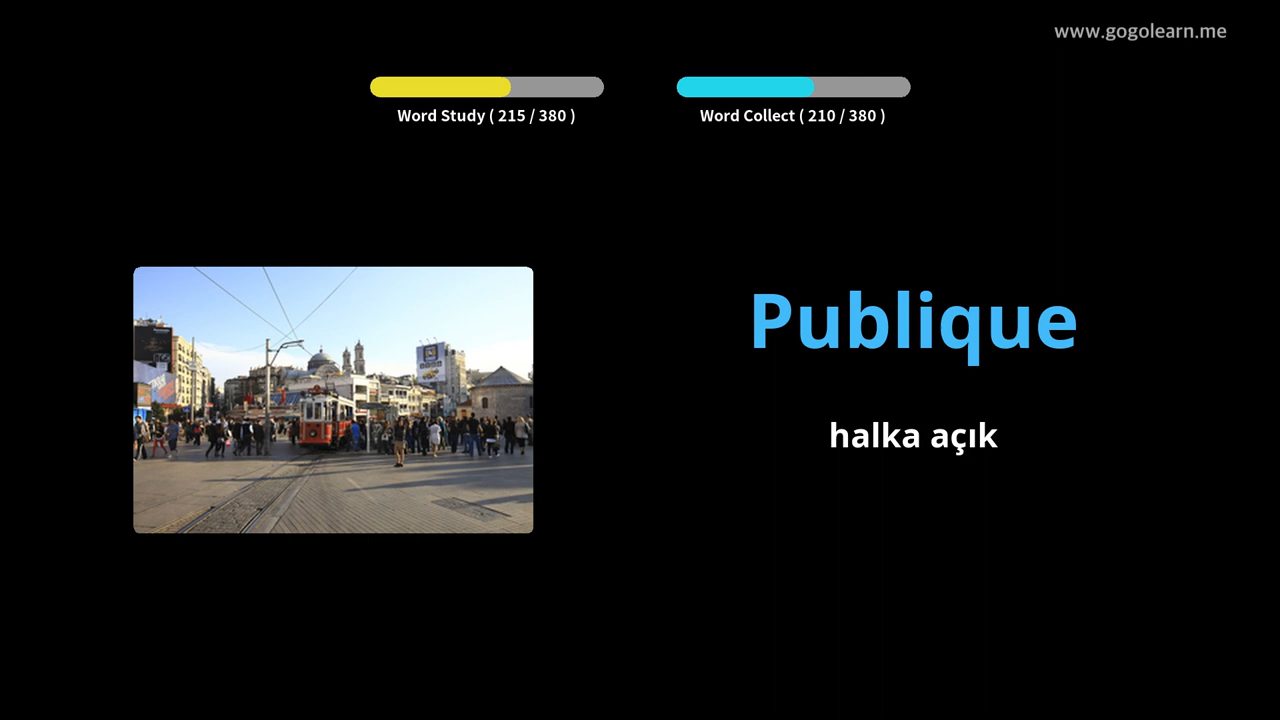 www.gogolearn.me
Word Study ( 215 / 380 )
Word Collect ( 210 / 380 )
Publique
halka açık